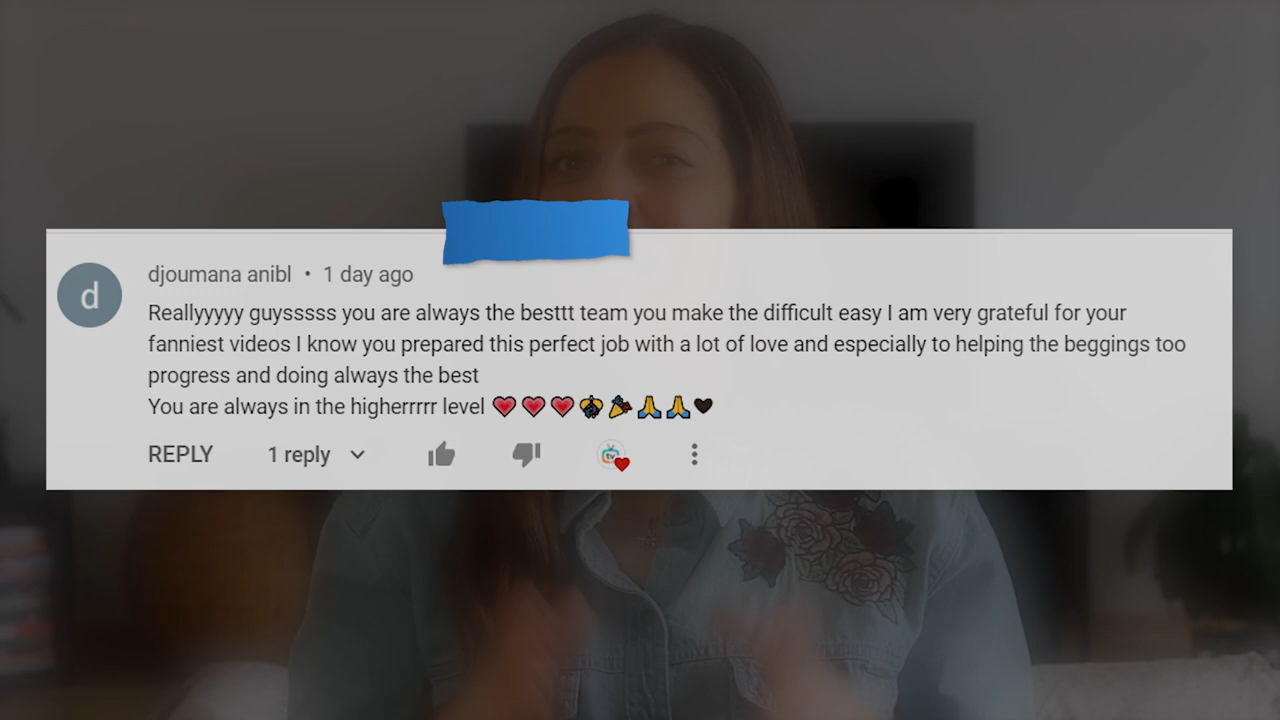 d
djoumana anibl • 1 day ago
Reallyyyyy guysssss you are always the besttt team you make the difficult easy I am very grateful for your
fanniest videos I know you prepared this perfect job with a lot of love and especially to helping the beggings too
progress and doing always the best
You are always in the higherrrrr level ❤️❤️❤️💝🎉🙏🙏🖤
REPLY 1 reply
tv